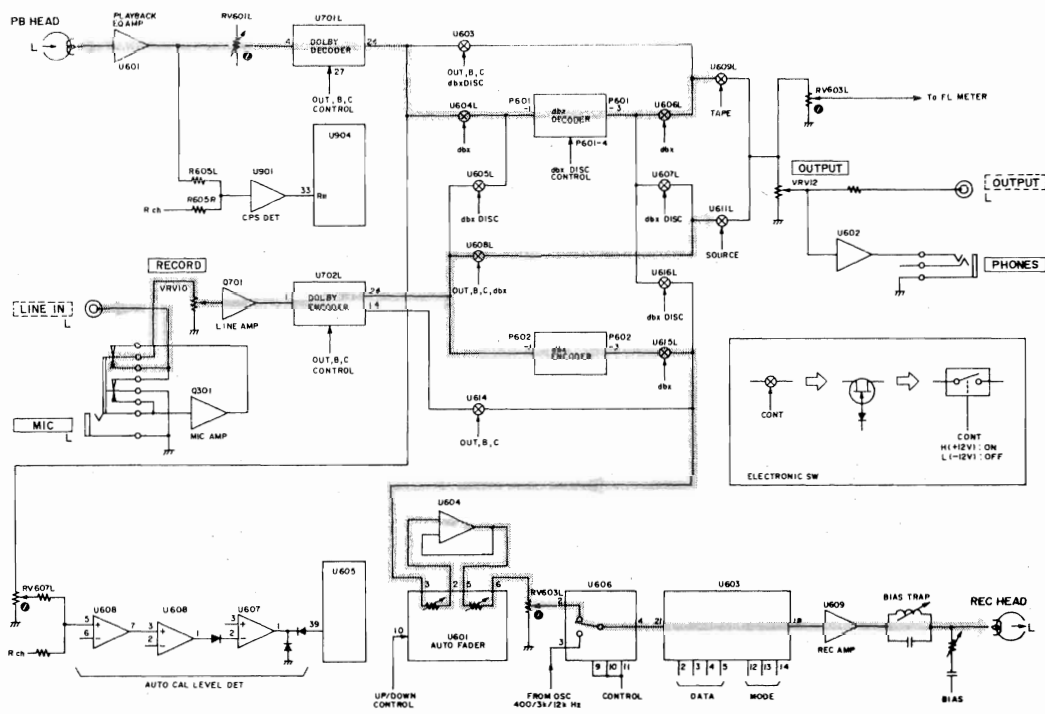 PB HEAD
L
PLAYBACK
EQ AMP
U601
RV601L
U701L
4
DOLBY
DECODER
24
27
OUT, B, C
CONTROL
U603
OUT, B, C
dbxDISC
U604L
dbx
P601
-1
dbx
DECODER
P601
-3
P601-4
dbx DISC
CONTROL
U606L
dbx
U609L
TAPE
RV603L
To FL METER
U904
R605L
R605R
R ch
U901
CPS DET
33
U605L
dbx DISC
U607L
dbx DISC
U611L
SOURCE
OUTPUT
VRV12
OUTPUT
L
U602
PHONES
U608L
OUT, B, C, dbx
U616L
dbx DISC
RECORD
VRV10
LINE IN
L
Q701
LINE AMP
U702L
1
DOLBY
ENCODER
24
14
OUT, B, C
CONTROL
P602
-1
dbx
ENCODER
P602
-3
U615L
dbx
Q301
MIC AMP
MIC
L
U614
OUT, B, C
CONT
CONT
H(+12V) : ON
L(-12V) : OFF
ELECTRONIC SW
U604
RV607L
R ch
U608
5
+
6
-
7
U608
3
+
2
-
1
U607
3
+
2
-
1
39
U605
AUTO CAL LEVEL DET
3
2
5
6
10
U601
AUTO FADER
UP/DOWN
CONTROL
RV603L
2
U606
3
4
9
10
11
FROM OSC
400/3k/12k Hz
CONTROL
21
U603
18
2
3
4
5
12
13
14
DATA
MODE
U609
REC AMP
BIAS TRAP
REC HEAD
L
BIAS